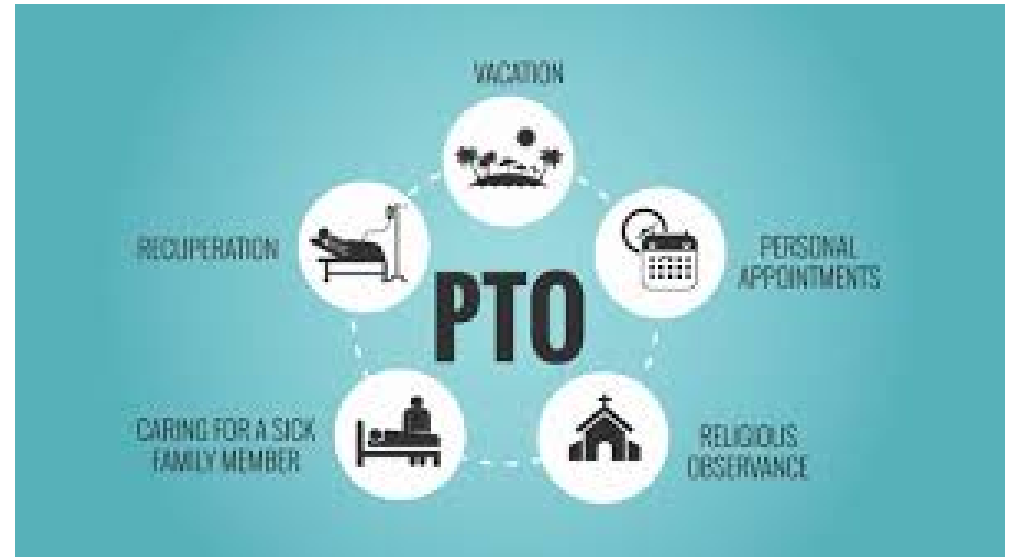 VACATION
RECUPERATION
PERSONAL
APPOINTMENTS
PTO
CARING FOR A SICK
FAMILY MEMBER
RELIGIOUS
OBSERVANCE